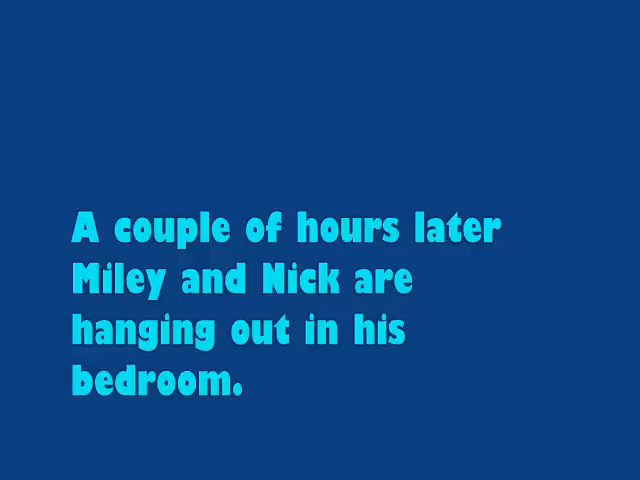 A couple of hours later
Miley and Nick are
hanging out in his
bedroom.